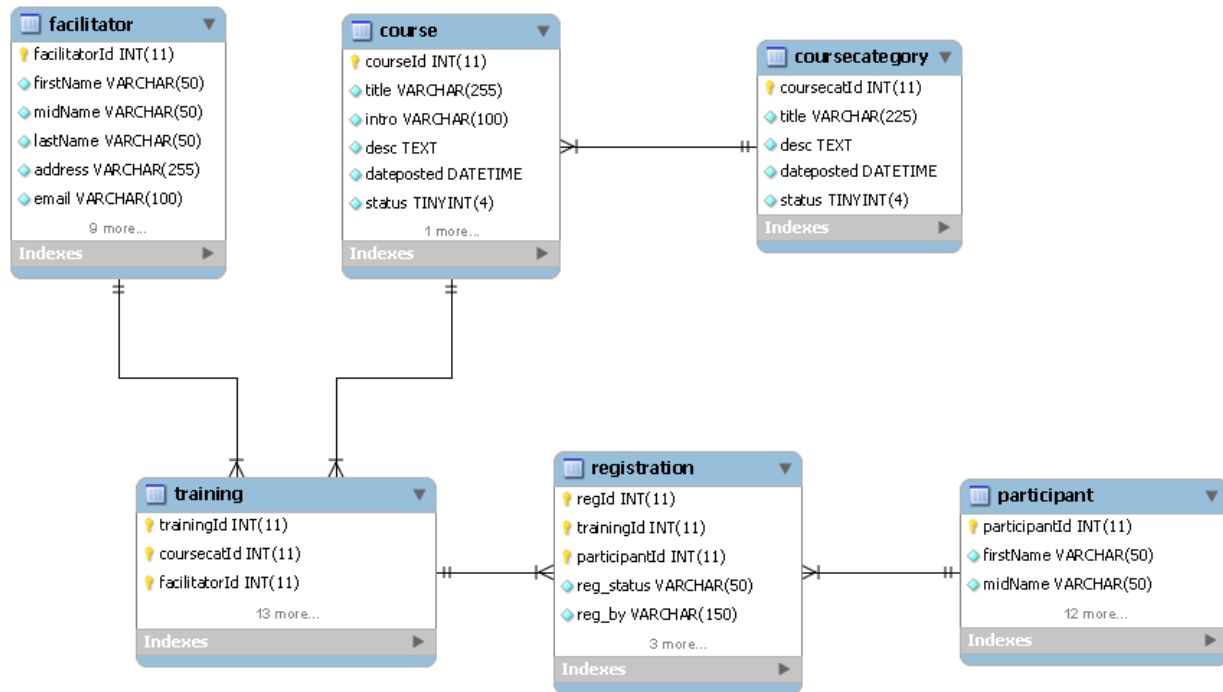 facilitator
facilitatorId INT(11)
firstName VARCHAR(50)
midName VARCHAR(50)
lastName VARCHAR(50)
address VARCHAR(255)
email VARCHAR(100)
9 more...
Indexes
course
courseId INT(11)
title VARCHAR(255)
intro VARCHAR(100)
desc TEXT
dateposted DATETIME
status TINYINT(4)
1 more...
Indexes
coursecategory
coursecatId INT(11)
title VARCHAR(225)
desc TEXT
dateposted DATETIME
status TINYINT(4)
Indexes
training
trainingId INT(11)
coursecatId INT(11)
facilitatorId INT(11)
13 more...
Indexes
registration
regId INT(11)
trainingId INT(11)
participantId INT(11)
reg_status VARCHAR(50)
reg_by VARCHAR(150)
3 more...
Indexes
participant
participantId INT(11)
firstName VARCHAR(50)
midName VARCHAR(50)
12 more...
Indexes